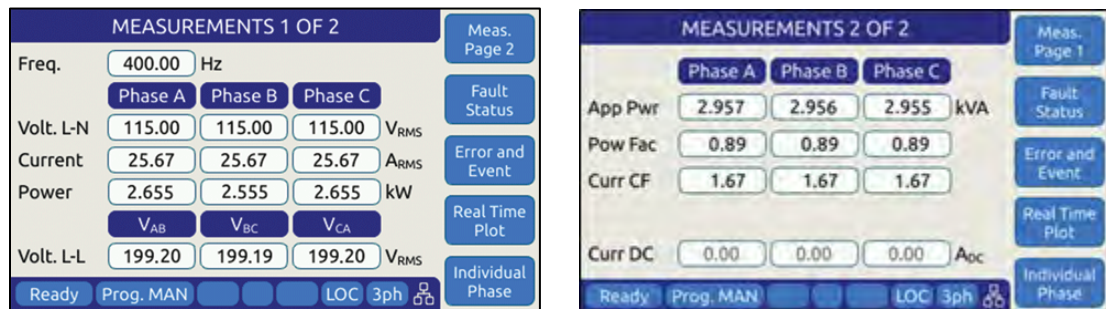 MEASUREMENTS 1 OF 2
Meas. Page 2
Freq. 400.00 Hz
Phase A Phase B Phase C
Fault Status
Volt. L-N 115.00 115.00 115.00 VRMS
Current 25.67 25.67 25.67 ARMS
Error and Event
Power 2.655 2.555 2.655 kW
VAB VBC VCA
Real Time Plot
Volt. L-L 199.20 199.19 199.20 VRMS
Individual Phase
Ready Prog. MAN LOC 3ph
MEASUREMENTS 2 OF 2
Meas. Page 1
Phase A Phase B Phase C
Fault Status
App Pwr 2.957 2.956 2.955 kVA
Pow Fac 0.89 0.89 0.89
Error and Event
Curr CF 1.67 1.67 1.67
Real Time Plot
Curr DC 0.00 0.00 0.00 ADC
Individual Phase
Ready Prog. MAN LOC 3ph